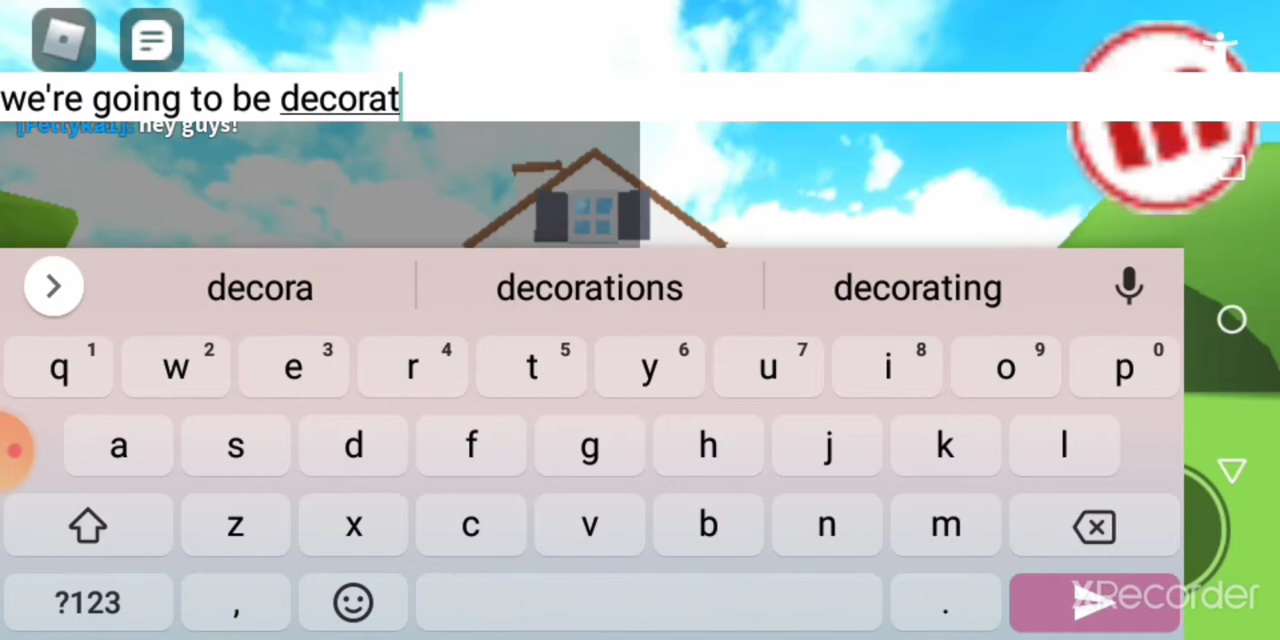 we're going to be decorat
[Pettykat]: hey guys!
decora decorations decorating
q 1 w 2 e 3 r 4 t 5 y 6 u 7 i 8 o 9 p 0
a s d f g h j k l
z x c v b n m
?123 , .
XRecorder